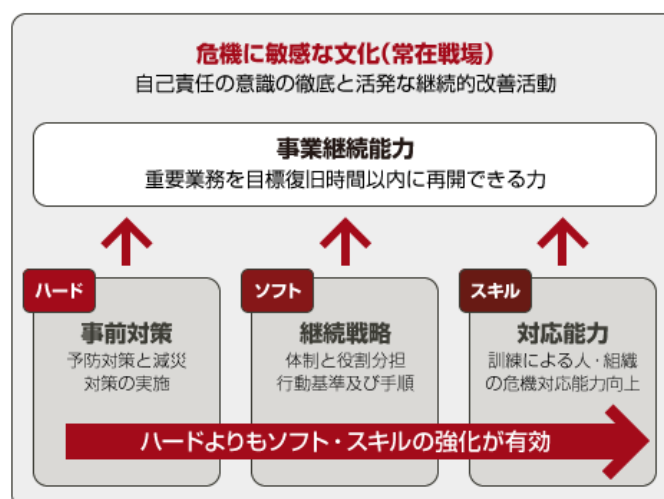 危機に敏感な文化(常在戦場)
自己責任の意識の徹底と活発な継続的改善活動
事業継続能力
重要業務を目標復旧時間以内に再開できる力
ハード
事前対策
予防対策と減災
対策の実施
ソフト
継続戦略
体制と役割分担
行動基準及び手順
スキル
対応能力
訓練による人・組織
の危機対応能力向上
ハードよりもソフト・スキルの強化が有効